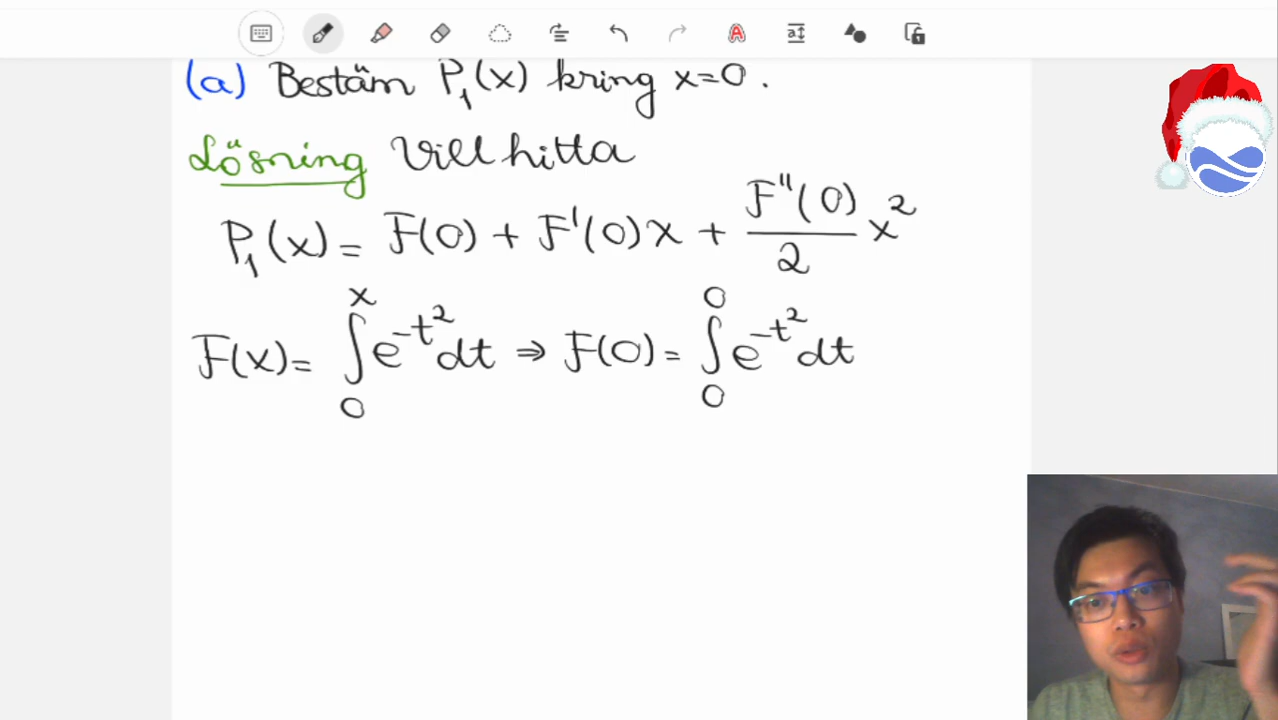 (a) Bestäm P₁(x) kring x=0.
Lösning Vill hitta
P₁(x) = F(0) + F'(0)x + F''(0)/2 x²
F(x) = ∫₀ˣ e^(-t²) dt ⇒ F(0) = ∫₀⁰ e^(-t²) dt